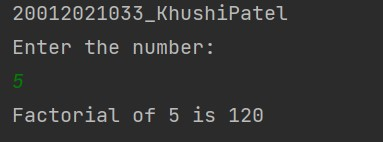 20012021033_KhushiPatel
Enter the number:
5
Factorial of 5 is 120